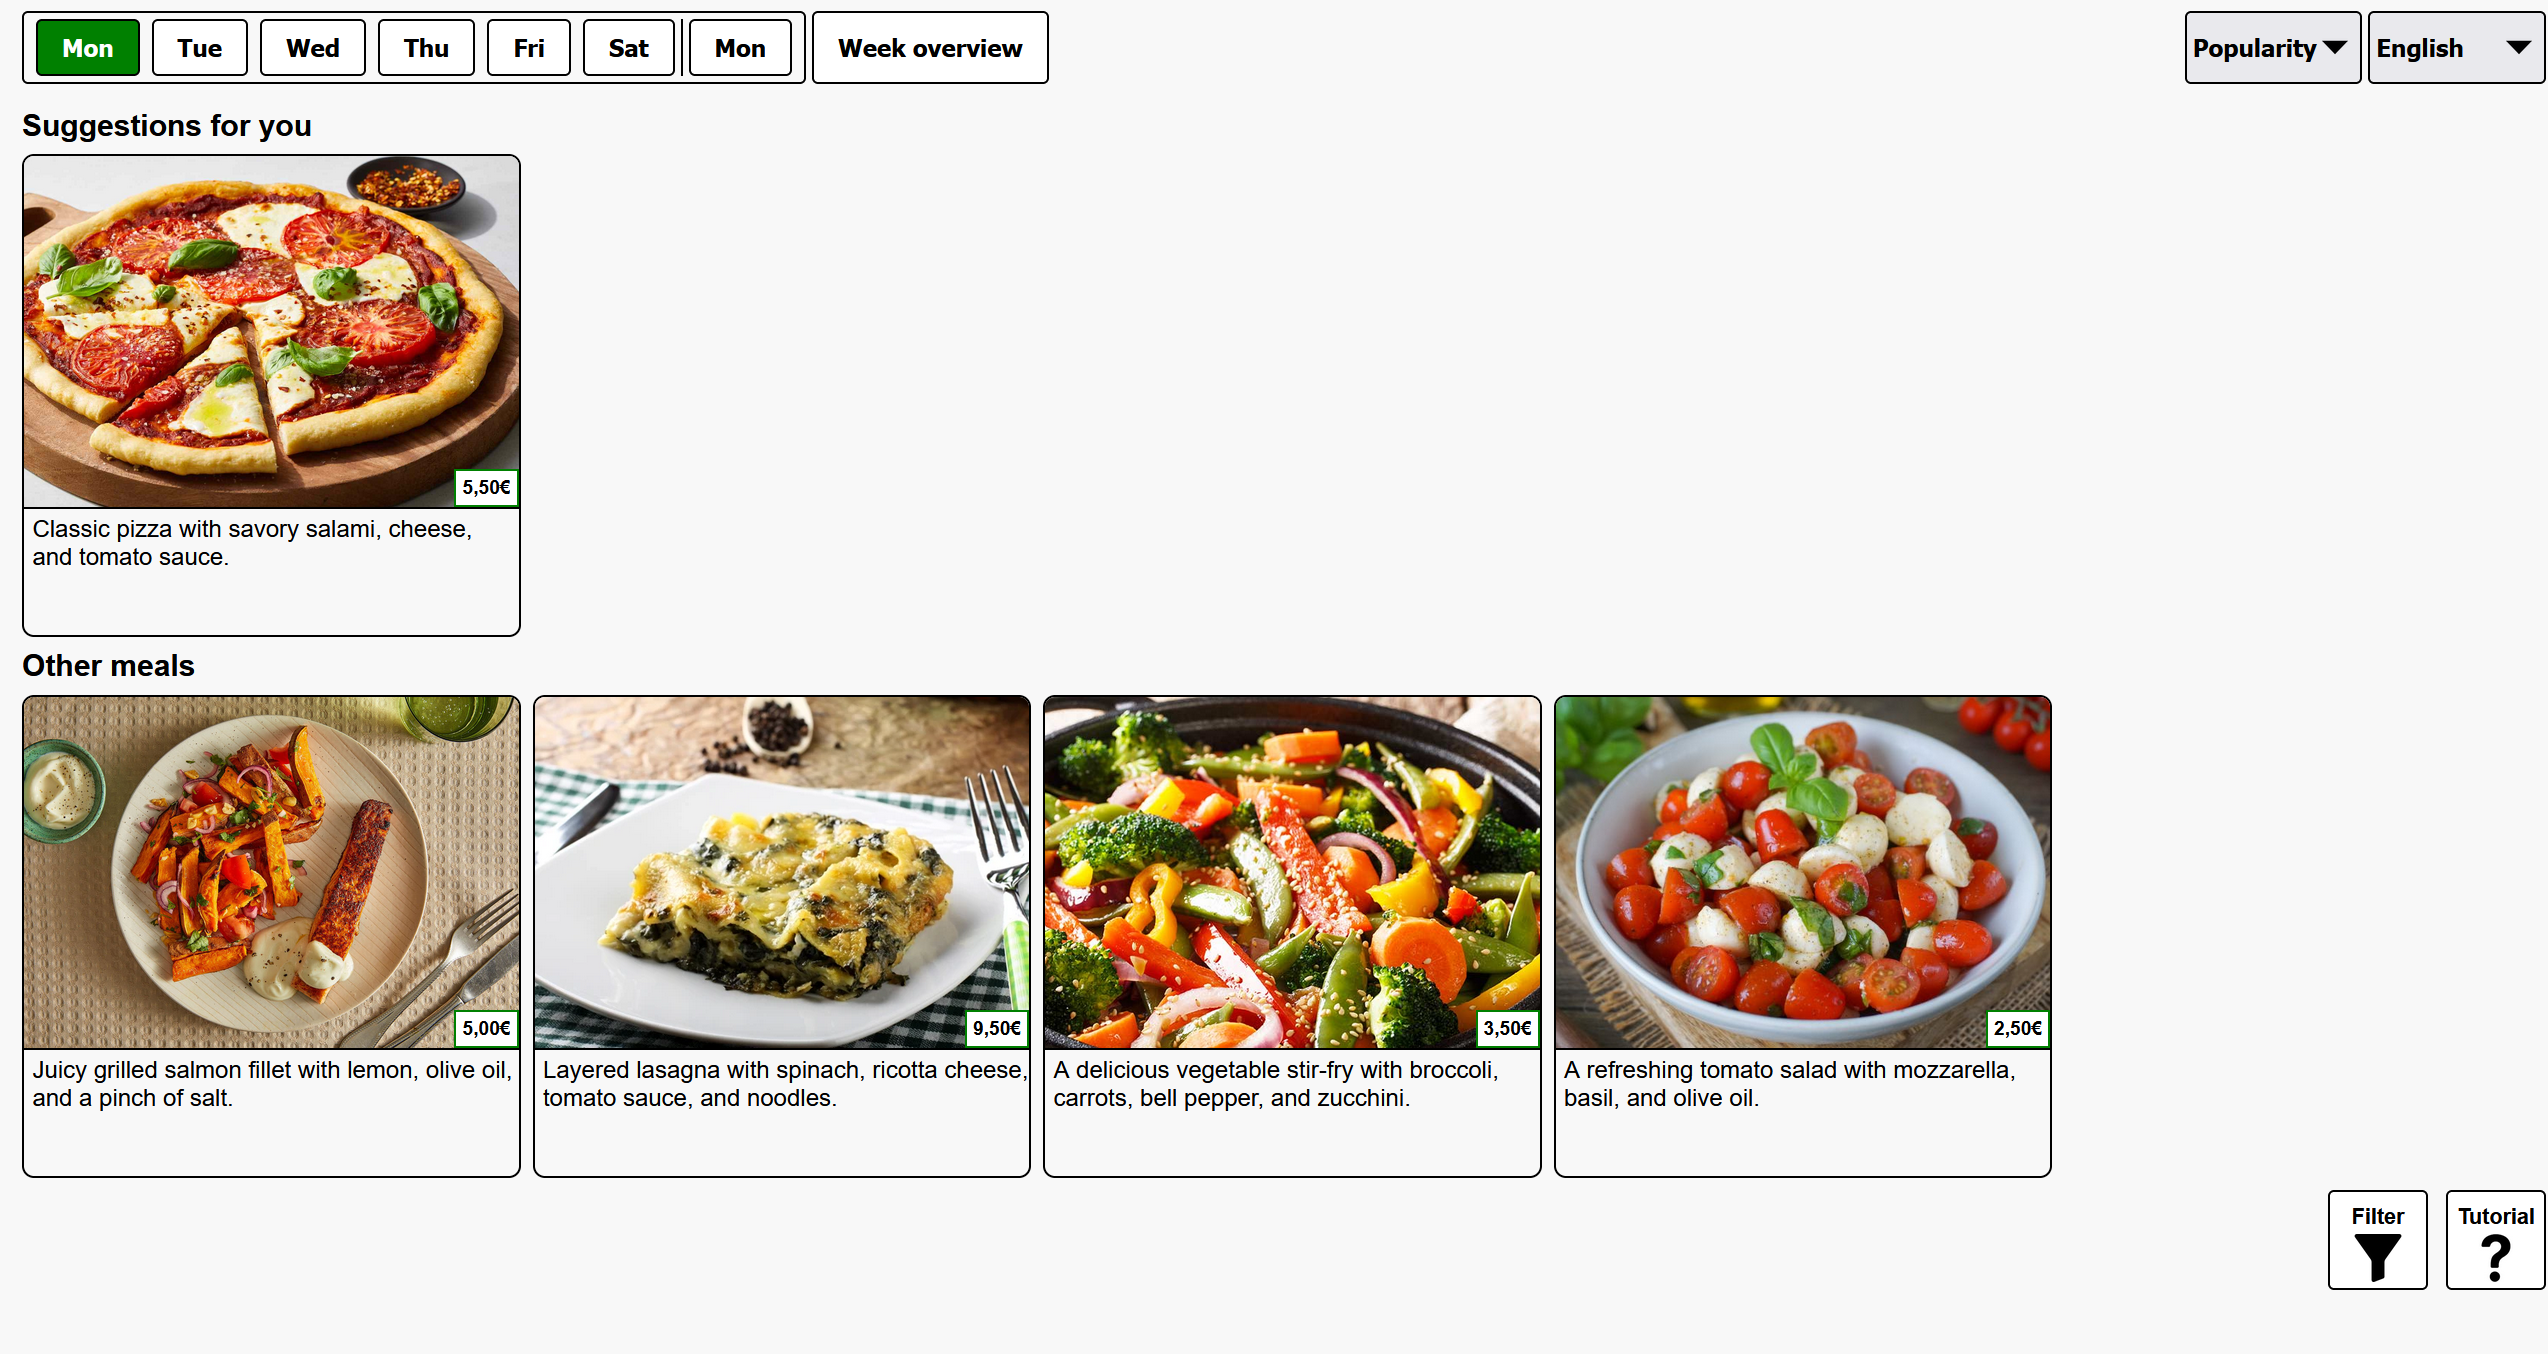 Mon Tue Wed Thu Fri Sat Mon Week overview Popularity English
Suggestions for you
5,50€
Classic pizza with savory salami, cheese,
and tomato sauce.
Other meals
5,00€
Juicy grilled salmon fillet with lemon, olive oil,
and a pinch of salt.
9,50€
Layered lasagna with spinach, ricotta cheese,
tomato sauce, and noodles.
3,50€
A delicious vegetable stir-fry with broccoli,
carrots, bell pepper, and zucchini.
2,50€
A refreshing tomato salad with mozzarella,
basil, and olive oil.
Filter
Tutorial
?